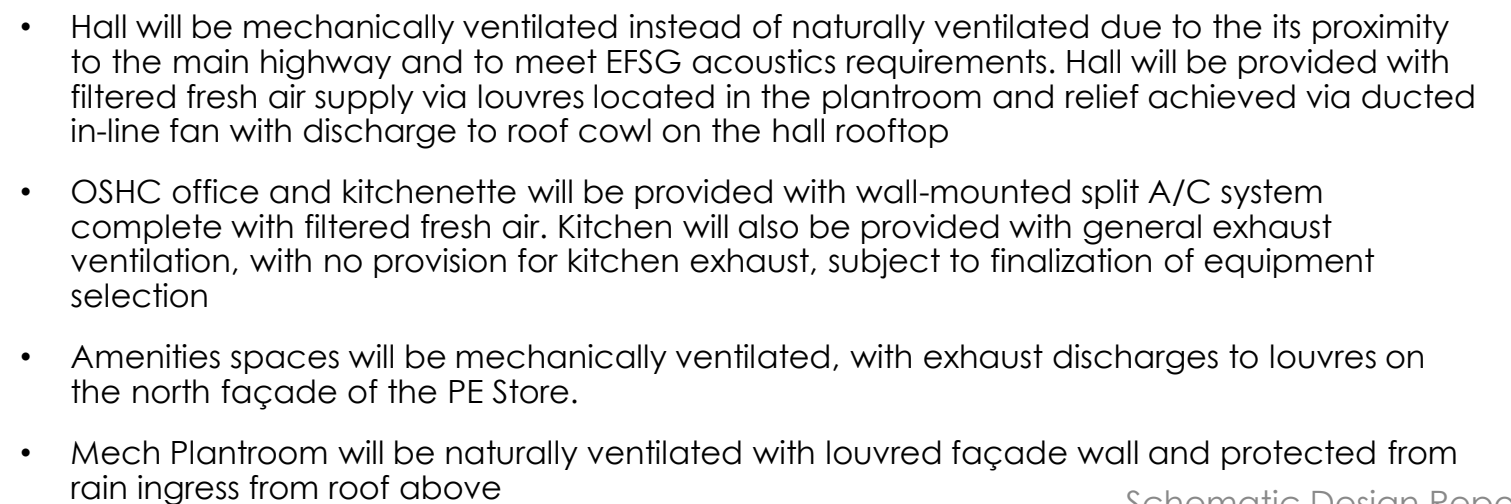 • Hall will be mechanically ventilated instead of naturally ventilated due to the its proximity
to the main highway and to meet EFSG acoustics requirements. Hall will be provided with
filtered fresh air supply via louvres located in the plantroom and relief achieved via ducted
in-line fan with discharge to roof cowl on the hall rooftop
• OSHC office and kitchenette will be provided with wall-mounted split A/C system
complete with filtered fresh air. Kitchen will also be provided with general exhaust
ventilation, with no provision for kitchen exhaust, subject to finalization of equipment
selection
• Amenities spaces will be mechanically ventilated, with exhaust discharges to louvres on
the north façade of the PE Store.
• Mech Plantroom will be naturally ventilated with louvred façade wall and protected from
rain ingress from roof above
Schematic Design